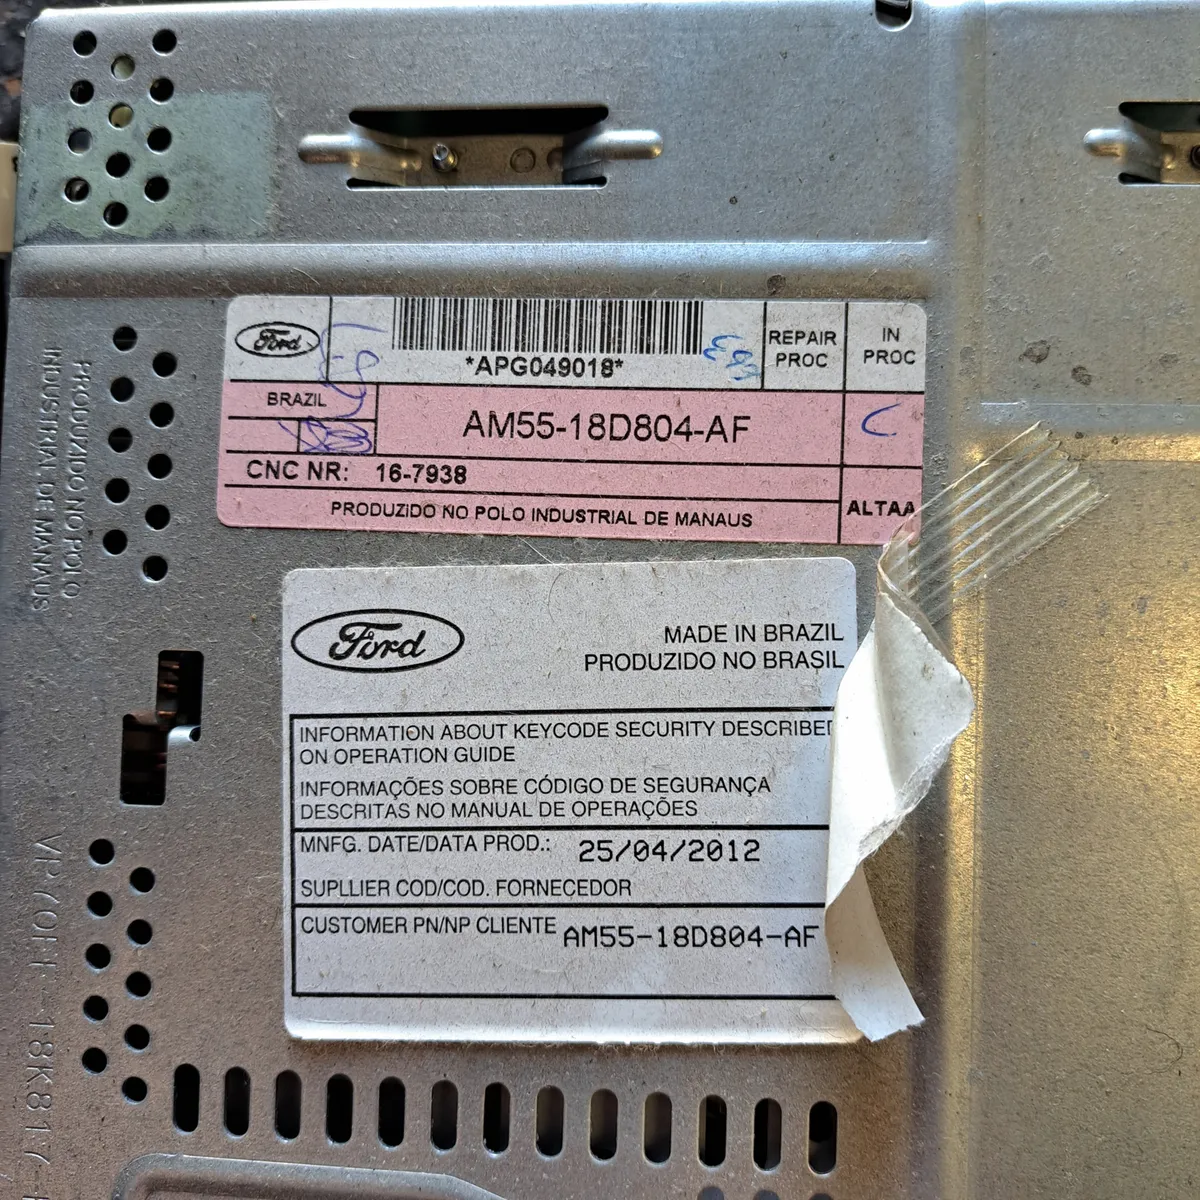 Ford
*APG049018*
REPAIR
PROC
IN
PROC
BRAZIL
AM55-18D804-AF
C
CNC NR: 16-7938
PRODUZIDO NO POLO INDUSTRIAL DE MANAUS
ALTAA
Ford
MADE IN BRAZIL
PRODUZIDO NO BRASIL
INFORMATION ABOUT KEYCODE SECURITY DESCRIBED
ON OPERATION GUIDE
INFORMAÇÕES SOBRE CÓDIGO DE SEGURANÇA
DESCRITAS NO MANUAL DE OPERAÇÕES
MNFG. DATE/DATA PROD.: 25/04/2012
SUPLLIER COD/COD. FORNECEDOR
CUSTOMER PN/NP CLIENTE AM55-18D804-AF
PRODUZIDO NO POLO
INDUSTRIAL DE MANAUS